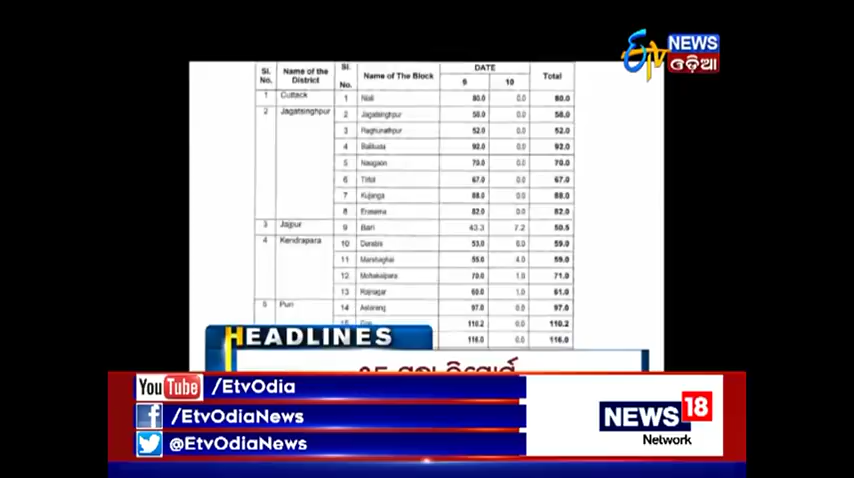 ETV NEWS
ଓଡ଼ିଆ
Sl. No. Name of the District Sl. No. Name of The Block DATE Total
9 10
1 Cuttack 1 Niali 80.0 0.0 80.0
2 Jagatsinghpur 2 Jagatsinghpur 58.0 0.0 58.0
3 Raghunathpur 52.0 0.0 52.0
4 Balikuda 92.0 0.0 92.0
5 Naugaon 70.0 0.0 70.0
6 Tirtol 67.0 0.0 67.0
7 Kujanga 88.0 0.0 88.0
8 Erasama 82.0 0.0 82.0
3 Jajpur 9 Bari 43.3 7.2 50.5
4 Kendrapara 10 Derabis 53.0 6.0 59.0
11 Marshaghai 55.0 4.0 59.0
12 Mahakalpara 70.0 1.0 71.0
13 Rajnagar 60.0 1.0 61.0
5 Puri 14 Astarang 97.0 0.0 97.0
110.2 0.0 110.2
116.0 0.0 116.0
HEADLINES
YouTube /EtvOdia
/EtvOdiaNews
@EtvOdiaNews
NEWS 18
Network